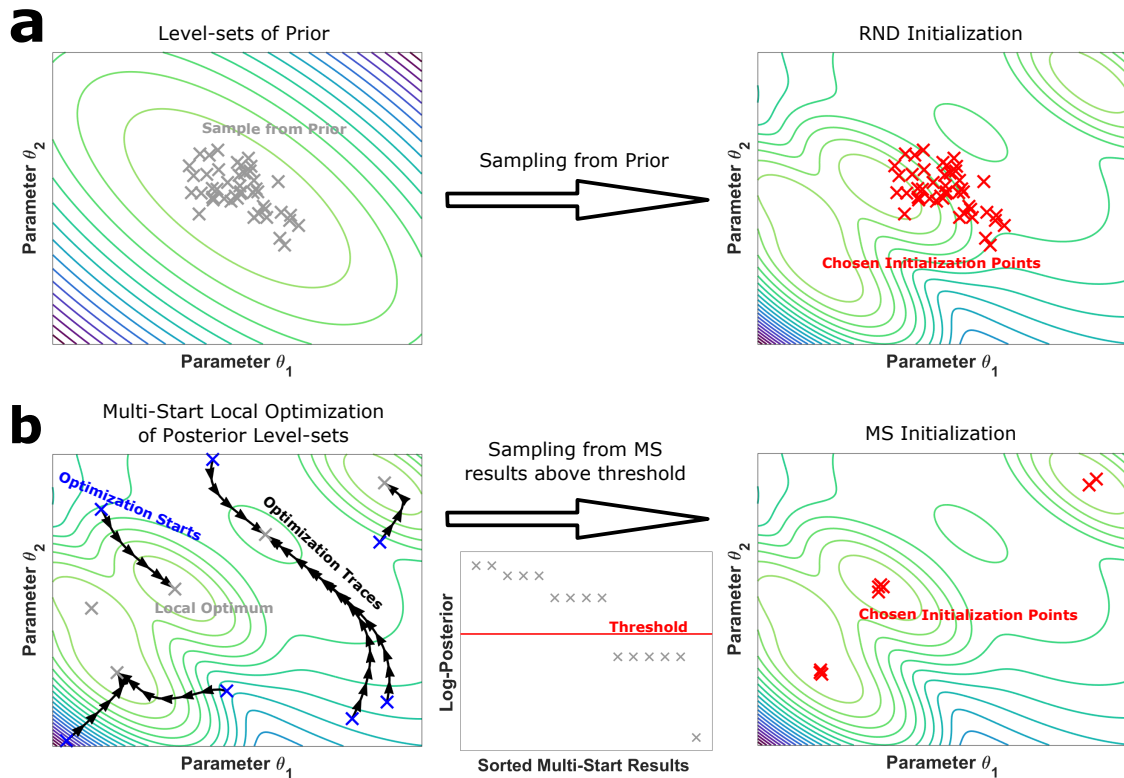 a
Level-sets of Prior
RND Initialization
Sample from Prior
Sampling from Prior
Chosen Initialization Points
Parameter θ2
Parameter θ1
Parameter θ2
Parameter θ1
b
Multi-Start Local Optimization
of Posterior Level-sets
Sampling from MS
results above threshold
MS Initialization
Optimization Starts
Optimization Traces
Local Optimum
Threshold
Chosen Initialization Points
Parameter θ2
Parameter θ1
Log-Posterior
Sorted Multi-Start Results
Parameter θ2
Parameter θ1